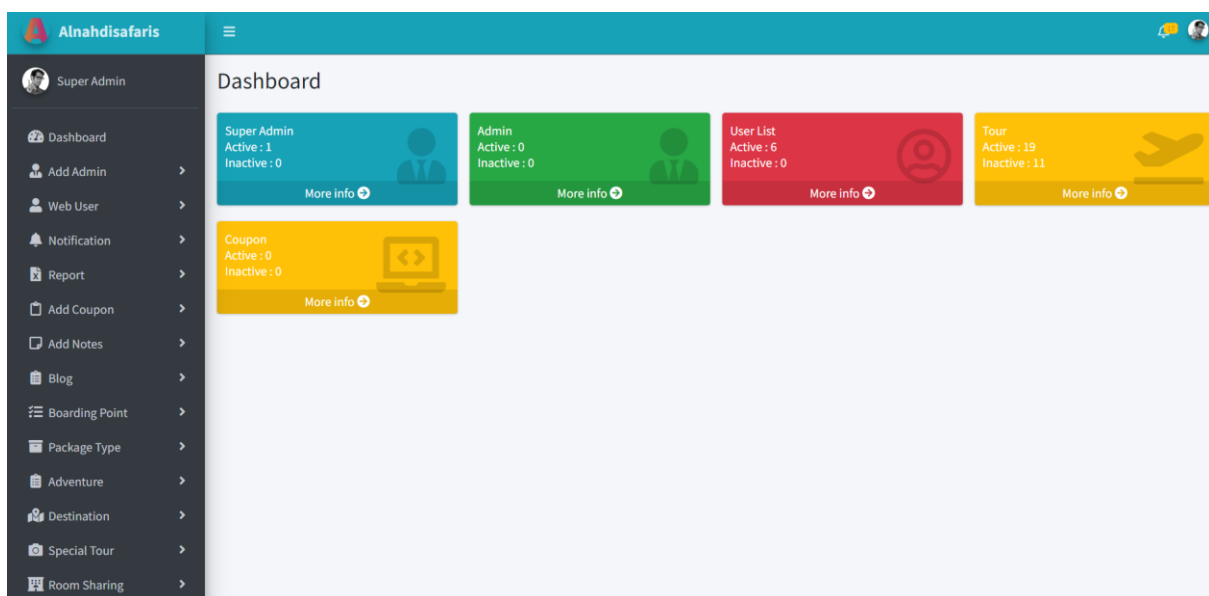 Alnahdisafaris
Super Admin
Dashboard
Add Admin
Web User
Notification
Report
Add Coupon
Add Notes
Blog
Boarding Point
Package Type
Adventure
Destination
Special Tour
Room Sharing
Dashboard
Super Admin
Active : 1
Inactive : 0
More info
Admin
Active : 0
Inactive : 0
More info
User List
Active : 6
Inactive : 0
More info
Tour
Active : 19
Inactive : 11
More info
Coupon
Active : 0
Inactive : 0
More info